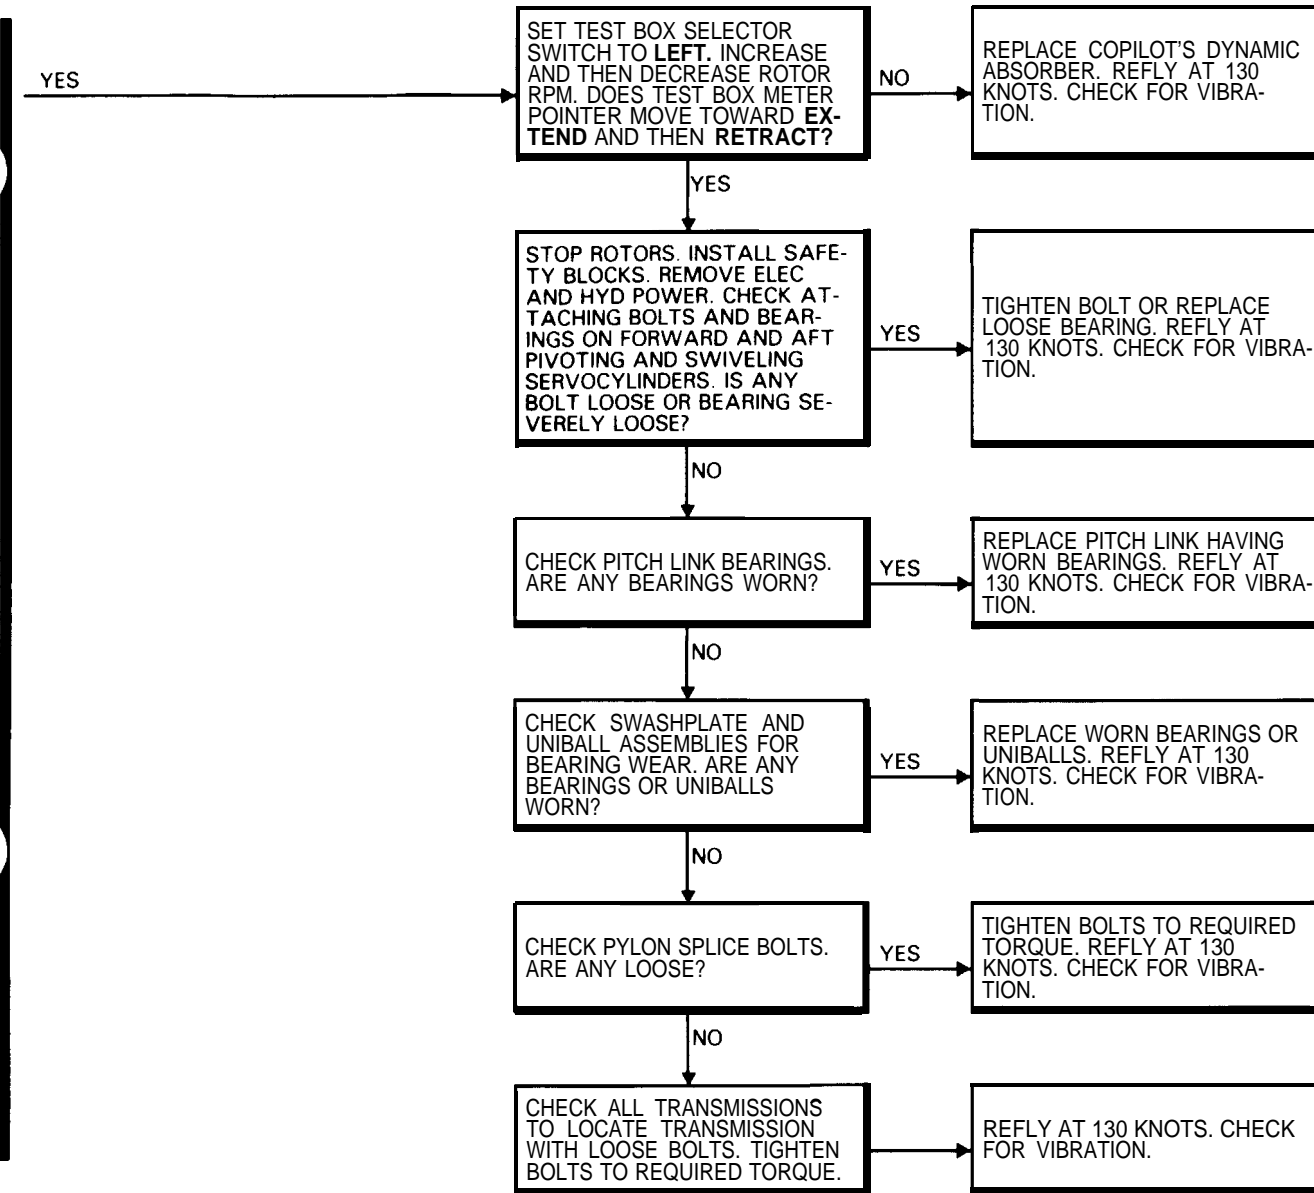 YES
SET TEST BOX SELECTOR
SWITCH TO LEFT. INCREASE
AND THEN DECREASE ROTOR
RPM. DOES TEST BOX METER
POINTER MOVE TOWARD EX-
TEND AND THEN RETRACT?
NO
REPLACE COPILOT'S DYNAMIC
ABSORBER. REFLY AT 130
KNOTS. CHECK FOR VIBRA-
TION.
YES
STOP ROTORS. INSTALL SAFE-
TY BLOCKS. REMOVE ELEC
AND HYD POWER. CHECK AT-
TACHING BOLTS AND BEAR-
INGS ON FORWARD AND AFT
PIVOTING AND SWIVELING
SERVOCYLINDERS. IS ANY
BOLT LOOSE OR BEARING SE-
VERELY LOOSE?
YES
TIGHTEN BOLT OR REPLACE
LOOSE BEARING. REFLY AT
130 KNOTS. CHECK FOR VIBRA-
TION.
NO
CHECK PITCH LINK BEARINGS.
ARE ANY BEARINGS WORN?
YES
REPLACE PITCH LINK HAVING
WORN BEARINGS. REFLY AT
130 KNOTS. CHECK FOR VIBRA-
TION.
NO
CHECK SWASHPLATE AND
UNIBALL ASSEMBLIES FOR
BEARING WEAR. ARE ANY
BEARINGS OR UNIBALLS
WORN?
YES
REPLACE WORN BEARINGS OR
UNIBALLS. REFLY AT 130
KNOTS. CHECK FOR VIBRA-
TION.
NO
CHECK PYLON SPLICE BOLTS.
ARE ANY LOOSE?
YES
TIGHTEN BOLTS TO REQUIRED
TORQUE. REFLY AT 130
KNOTS. CHECK FOR VIBRA-
TION.
NO
CHECK ALL TRANSMISSIONS
TO LOCATE TRANSMISSION
WITH LOOSE BOLTS. TIGHTEN
BOLTS TO REQUIRED TORQUE.
REFLY AT 130 KNOTS. CHECK
FOR VIBRATION.